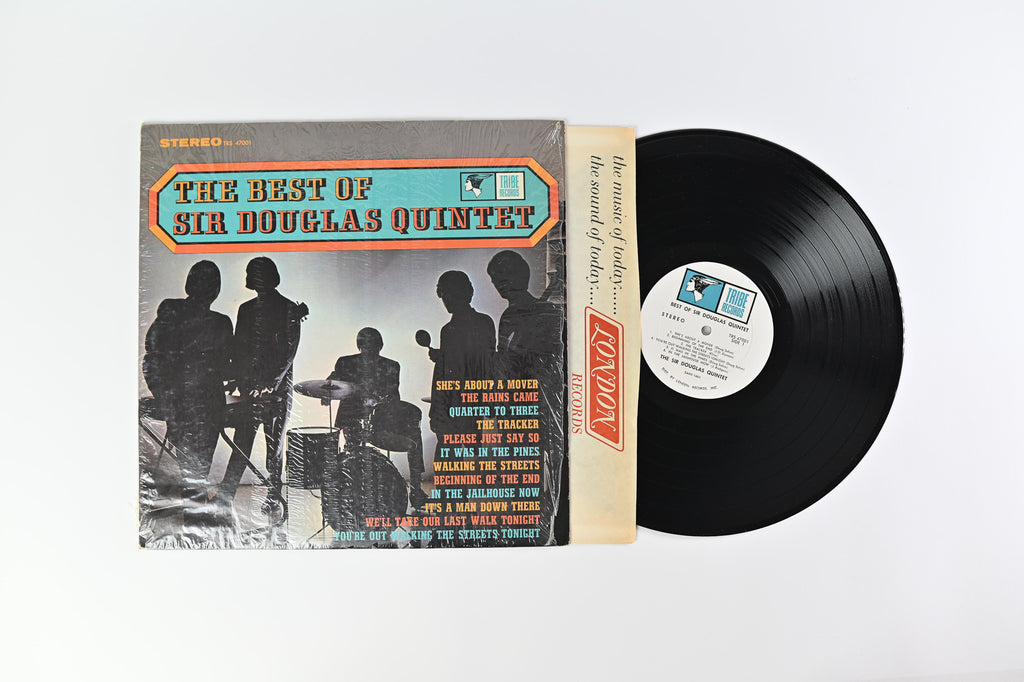 STEREO TRS 47001
THE BEST OF
SIR DOUGLAS QUINTET
TRIBE
RECORDS
SHE'S ABOUT A MOVER
THE RAINS CAME
QUARTER TO THREE
THE TRACKER
PLEASE JUST SAY SO
IT WAS IN THE PINES
WALKING THE STREETS
BEGINNING OF THE END
IN THE JAILHOUSE NOW
IT'S A MAN DOWN THERE
WE'LL TAKE OUR LAST WALK TONIGHT
YOU'RE OUT WALKING THE STREETS TONIGHT
the music of today......
the sound of today....
LONDON
RECORDS
TRIBE
RECORDS
BEST OF SIR DOUGLAS QUINTET
STEREO
TRS 47001
SIDE 1
THE SIR DOUGLAS QUINTET